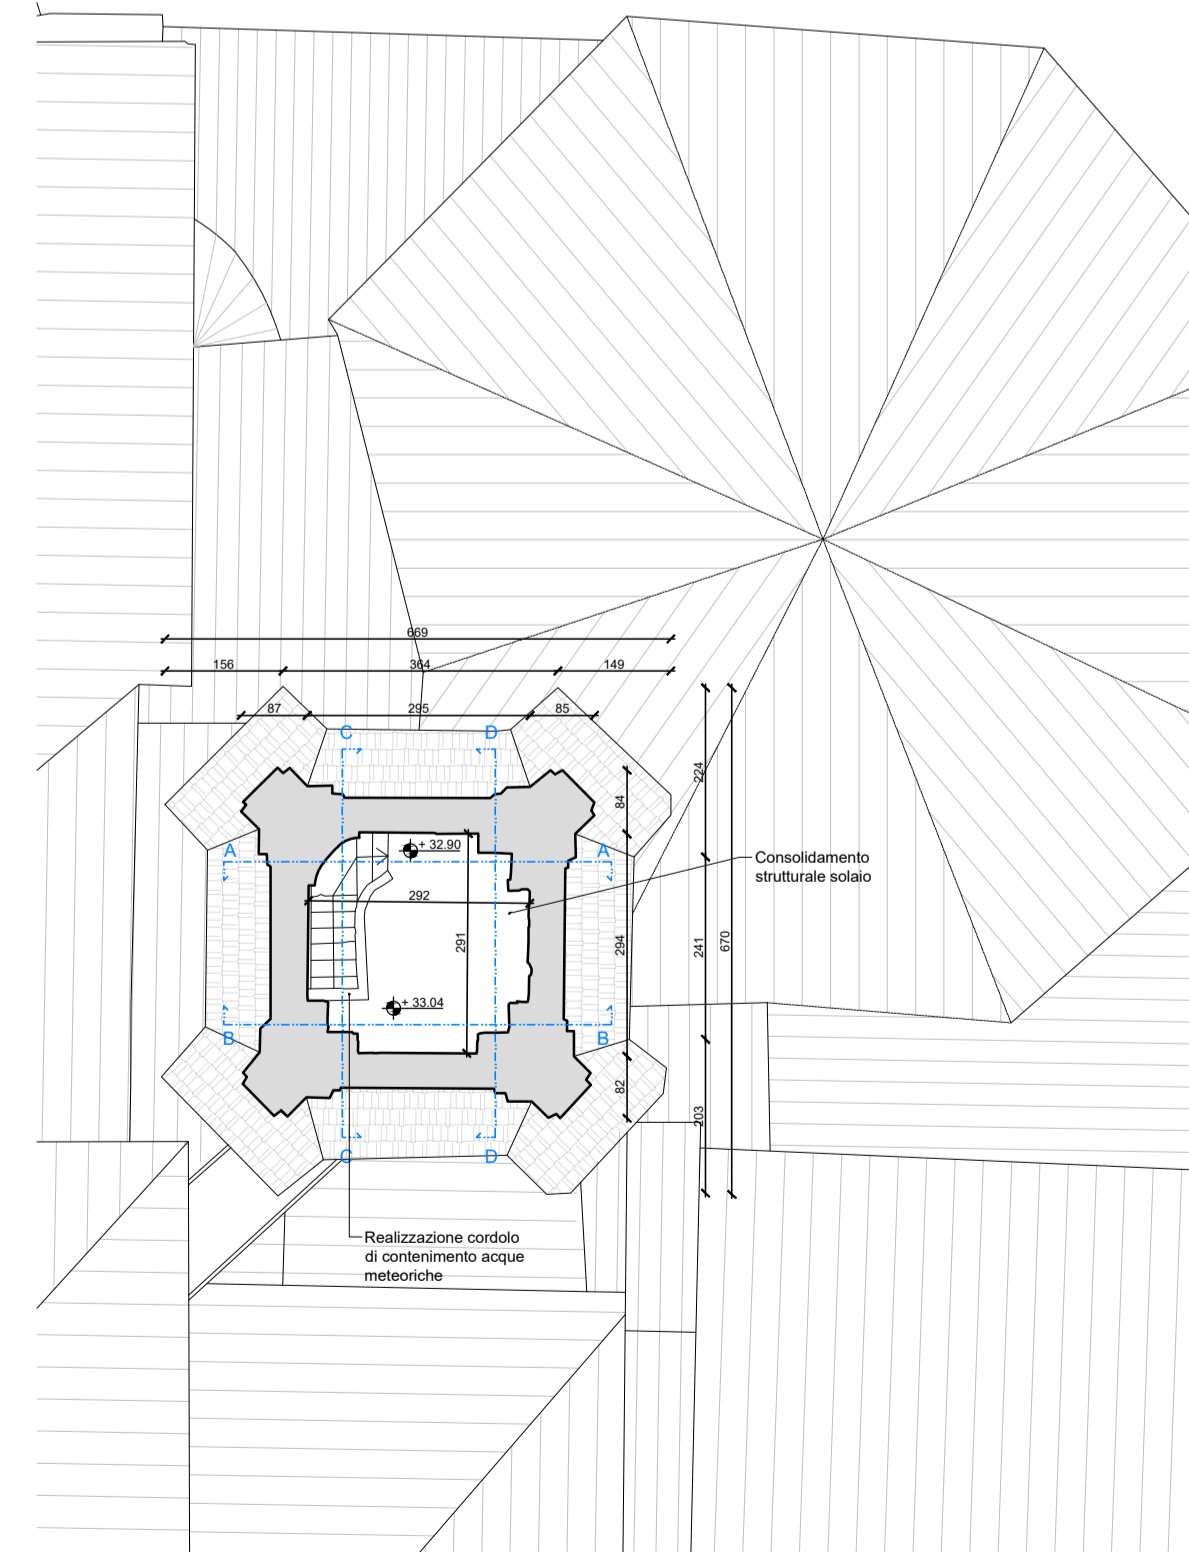 669
156
364
149
87
295
85
C
D
224
84
A
A
+ 32.90
Consolidamento
strutturale solaio
292
291
294
241
670
+ 33.04
B
B
82
203
C
D
Realizzazione cordolo
di contenimento acque
meteoriche